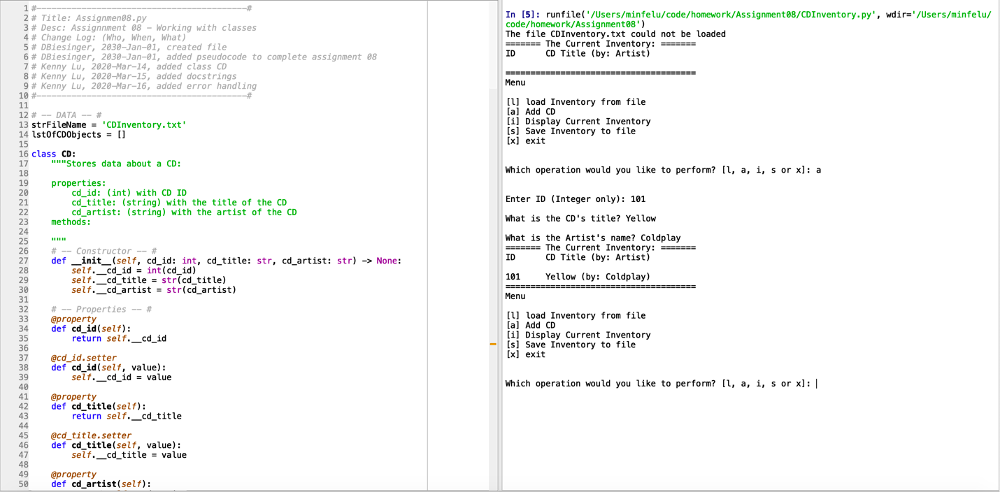 1 #------------------------------------------#
2 # Title: Assignmen08.py
3 # Desc: Assignnment 08 - Working with classes
4 # Change Log: (Who, When, What)
5 # DBiesinger, 2030-Jan-01, created file
6 # DBiesinger, 2030-Jan-01, added pseudocode to complete assignment 08
7 # Kenny Lu, 2020-Mar-14, added class CD
8 # Kenny Lu, 2020-Mar-15, added docstrings
9 # Kenny Lu, 2020-Mar-16, added error handling
10 #------------------------------------------#
11
12 # -- DATA -- #
13 strFileName = 'CDInventory.txt'
14 lstOfCDObjects = []
15
16 class CD:
17     """Stores data about a CD:
18
19     properties:
20         cd_id: (int) with CD ID
21         cd_title: (string) with the title of the CD
22         cd_artist: (string) with the artist of the CD
23     methods:
24
25     """
26     # -- Constructor -- #
27     def __init__(self, cd_id: int, cd_title: str, cd_artist: str) -> None:
28         self.__cd_id = int(cd_id)
29         self.__cd_title = str(cd_title)
30         self.__cd_artist = str(cd_artist)
31
32     # -- Properties -- #
33     @property
34     def cd_id(self):
35         return self.__cd_id
36
37     @cd_id.setter
38     def cd_id(self, value):
39         self.__cd_id = value
40
41     @property
42     def cd_title(self):
43         return self.__cd_title
44
45     @cd_title.setter
46     def cd_title(self, value):
47         self.__cd_title = value
48
49     @property
50     def cd_artist(self):
In [5]: runfile('/Users/minfelu/code/homework/Assignment08/CDInventory.py', wdir='/Users/minfelu/
code/homework/Assignment08')
The file CDInventory.txt could not be loaded
======= The Current Inventory: =======
ID      CD Title (by: Artist)
======================================
Menu
[l] load Inventory from file
[a] Add CD
[i] Display Current Inventory
[s] Save Inventory to file
[x] exit
Which operation would you like to perform? [l, a, i, s or x]: a
Enter ID (Integer only): 101
What is the CD's title? Yellow
What is the Artist's name? Coldplay
======= The Current Inventory: =======
ID      CD Title (by: Artist)
101     Yellow (by: Coldplay)
======================================
Menu
[l] load Inventory from file
[a] Add CD
[i] Display Current Inventory
[s] Save Inventory to file
[x] exit
Which operation would you like to perform? [l, a, i, s or x]: